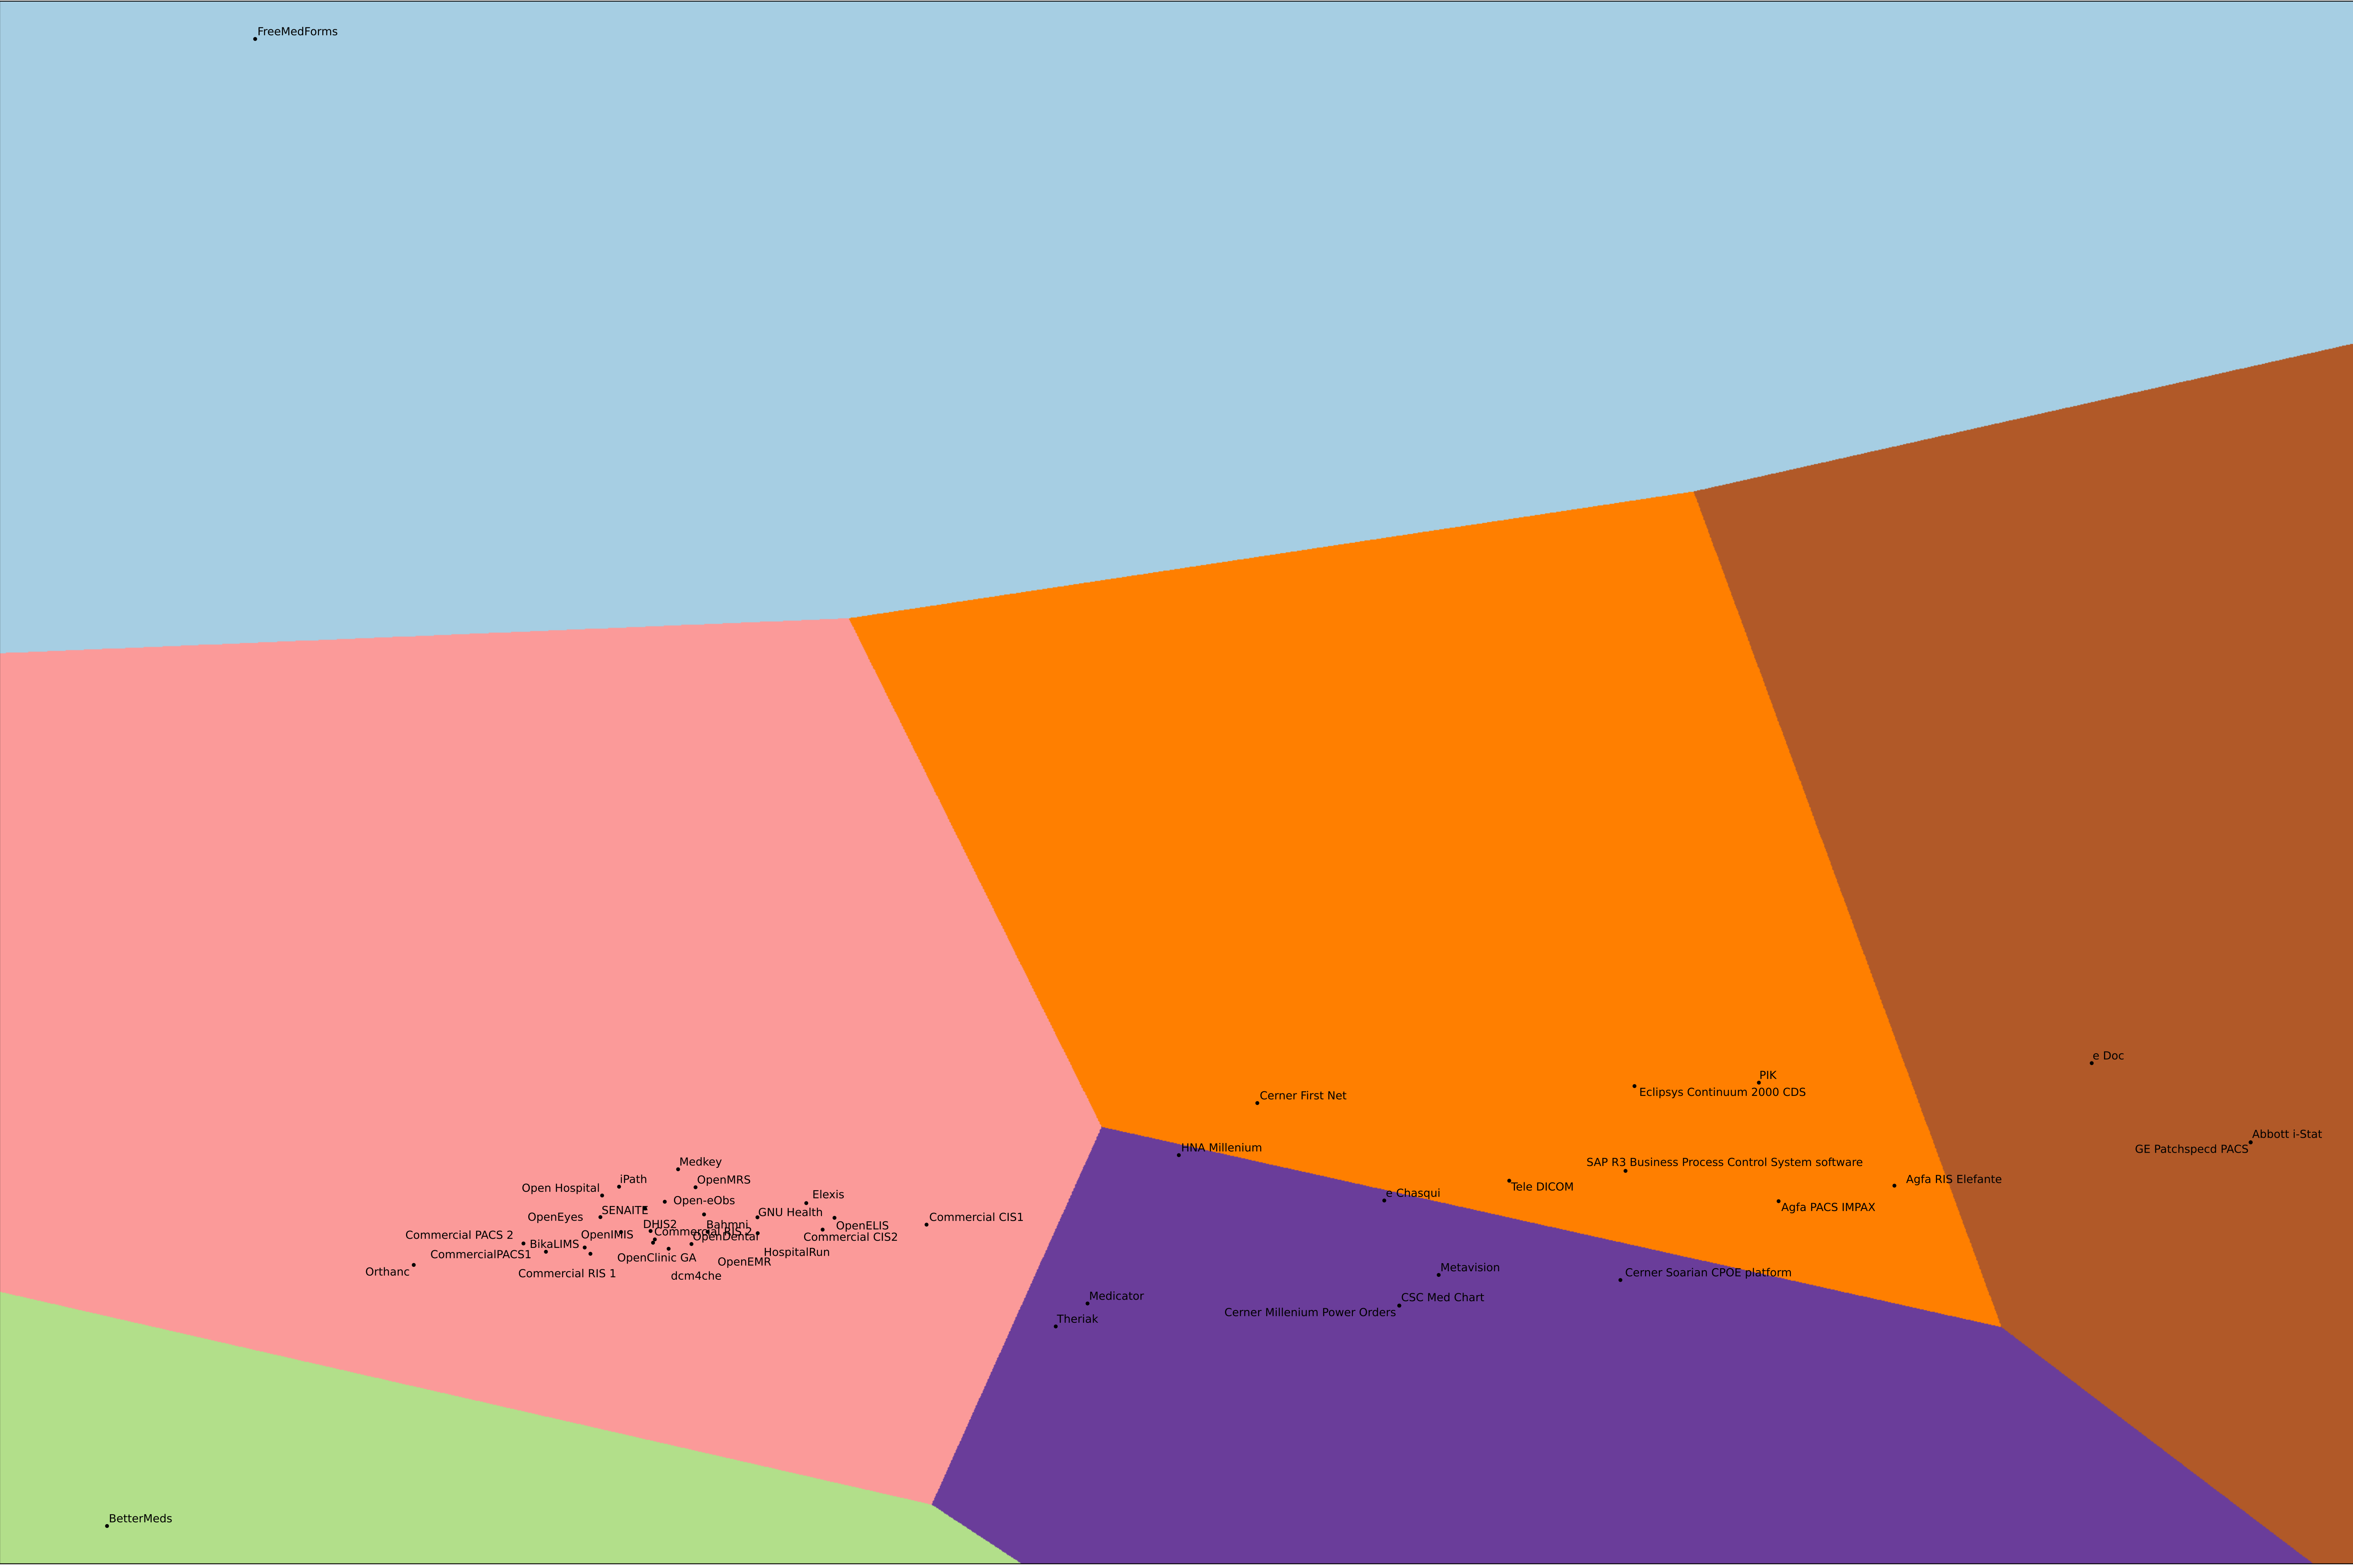 FreeMedForms
e Doc
PIK
Eclipsys Continuum 2000 CDS
Cerner First Net
Abbott i-Stat
GE Patchspecd PACS
HNA Millenium
Medkey
SAP R3 Business Process Control System software
iPath
OpenMRS
Agfa RIS Elefante
Tele DICOM
Open Hospital
Elexis
e Chasqui
Open-eObs
Agfa PACS IMPAX
SENAITE
GNU Health
OpenEyes
Commercial CIS1
DHIS2
Bahmni
OpenELIS
Commercial PACS 2
OpenIMIS
Commercial RIS 2
OpenDental
Commercial CIS2
BikaLIMS
CommercialPACS1
HospitalRun
OpenClinic GA
OpenEMR
Metavision
Orthanc
Commercial RIS 1
Cerner Soarian CPOE platform
dcm4che
Medicator
CSC Med Chart
Cerner Millenium Power Orders
Theriak
BetterMeds